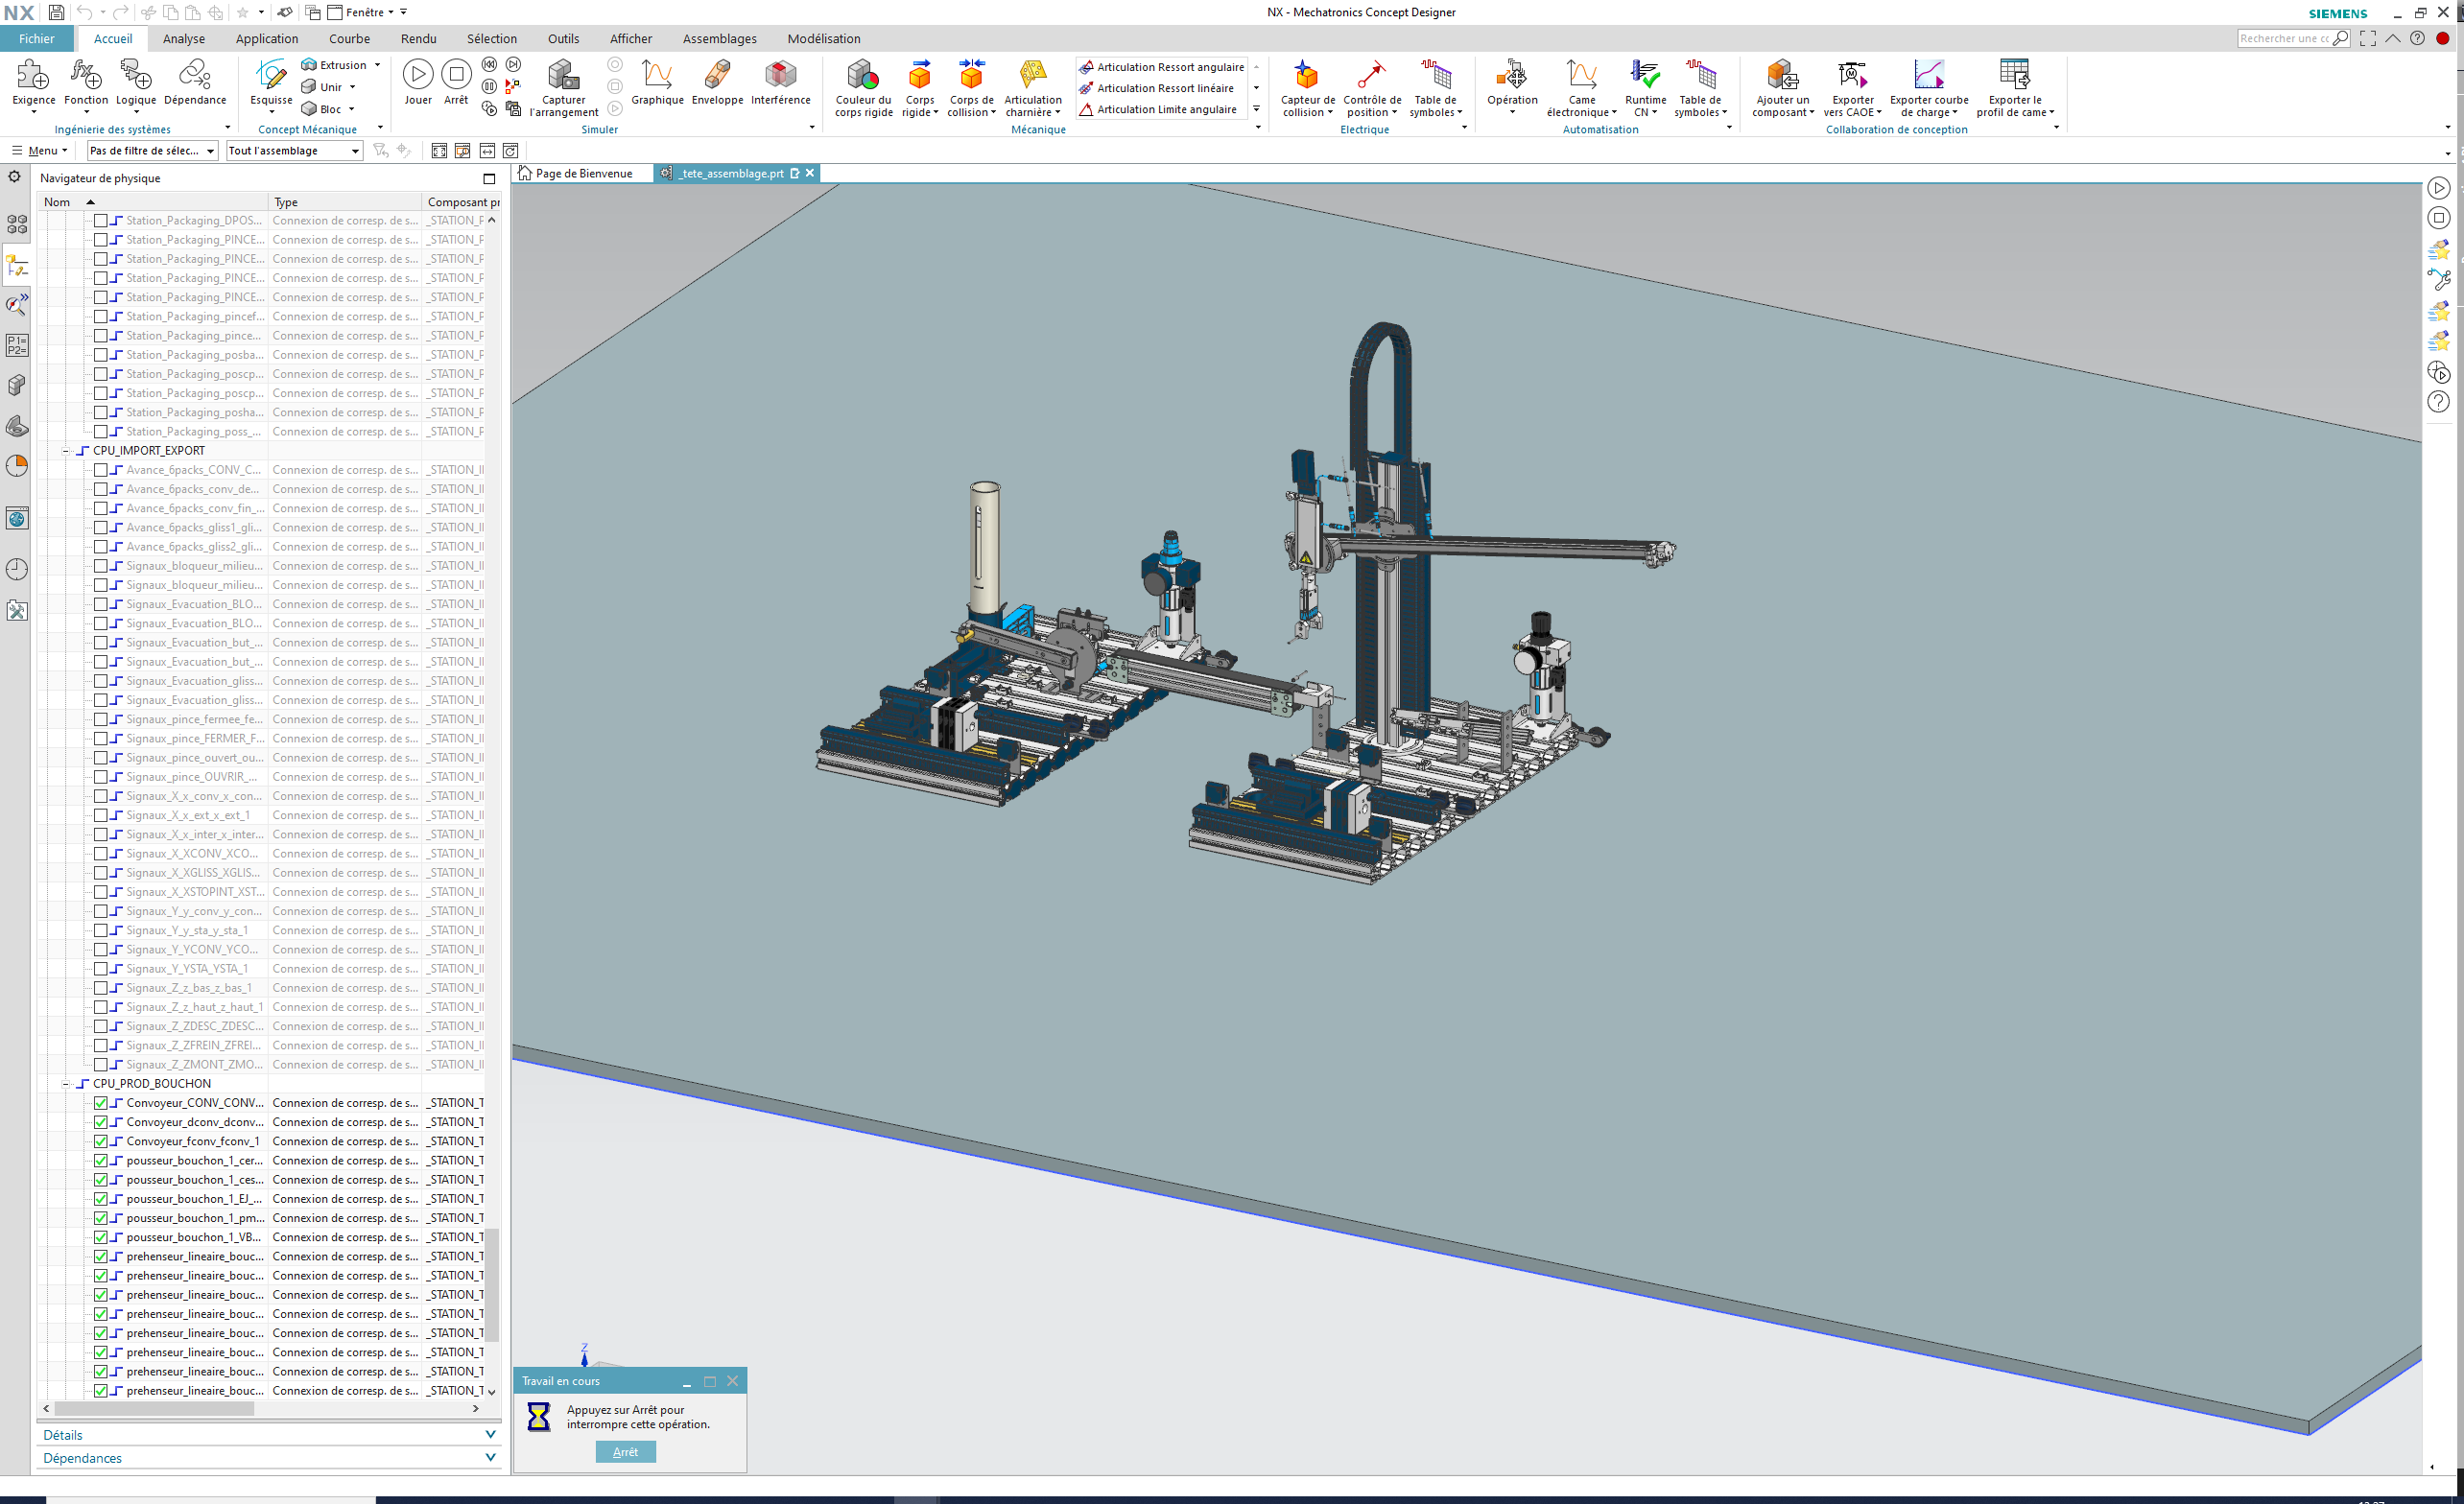 NX
Fenêtre
NX - Mechatronics Concept Designer
SIEMENS
Fichier
Accueil
Analyse
Application
Courbe
Rendu
Sélection
Outils
Afficher
Assemblages
Modélisation
Rechercher une cc
Exigence
Fonction
Logique
Dépendance
Ingénierie des systèmes
Esquisse
Extrusion
Unir
Bloc
Concept Mécanique
Jouer
Arrêt
Capturer l'arrangement
Graphique
Enveloppe
Interférence
Simuler
Couleur du corps rigide
Corps rigide
Corps de collision
Articulation charnière
Articulation Ressort angulaire
Articulation Ressort linéaire
Articulation Limite angulaire
Mécanique
Capteur de collision
Contrôle de position
Table de symboles
Electrique
Opération
Came électronique
Runtime CN
Table de symboles
Automatisation
Ajouter un composant
Exporter vers CAOE
Exporter courbe de charge
Exporter le profil de came
Collaboration de conception
Menu
Pas de filtre de sélec...
Tout l'assemblage
Navigateur de physique
Page de Bienvenue
_tete_assemblage.prt
Nom Type Composant pr
Station_Packaging_DPOS... Connexion de corresp. de s... _STATION_P
Station_Packaging_PINCE... Connexion de corresp. de s... _STATION_P
Station_Packaging_PINCE... Connexion de corresp. de s... _STATION_P
Station_Packaging_PINCE... Connexion de corresp. de s... _STATION_P
Station_Packaging_PINCE... Connexion de corresp. de s... _STATION_P
Station_Packaging_pincef... Connexion de corresp. de s... _STATION_P
Station_Packaging_pince... Connexion de corresp. de s... _STATION_P
Station_Packaging_posba... Connexion de corresp. de s... _STATION_P
Station_Packaging_poscp... Connexion de corresp. de s... _STATION_P
Station_Packaging_poscp... Connexion de corresp. de s... _STATION_P
Station_Packaging_posha... Connexion de corresp. de s... _STATION_P
Station_Packaging_poss_... Connexion de corresp. de s... _STATION_P
CPU_IMPORT_EXPORT
Avance_6packs_CONV_C... Connexion de corresp. de s... _STATION_II
Avance_6packs_conv_de... Connexion de corresp. de s... _STATION_II
Avance_6packs_conv_fin_... Connexion de corresp. de s... _STATION_II
Avance_6packs_gliss1_gli... Connexion de corresp. de s... _STATION_II
Avance_6packs_gliss2_gli... Connexion de corresp. de s... _STATION_II
Signaux_bloqueur_milieu... Connexion de corresp. de s... _STATION_II
Signaux_bloqueur_milieu... Connexion de corresp. de s... _STATION_II
Signaux_Evacuation_BLO... Connexion de corresp. de s... _STATION_II
Signaux_Evacuation_BLO... Connexion de corresp. de s... _STATION_II
Signaux_Evacuation_but_... Connexion de corresp. de s... _STATION_II
Signaux_Evacuation_but_... Connexion de corresp. de s... _STATION_II
Signaux_Evacuation_gliss... Connexion de corresp. de s... _STATION_II
Signaux_Evacuation_gliss... Connexion de corresp. de s... _STATION_II
Signaux_pince_fermee_fe... Connexion de corresp. de s... _STATION_II
Signaux_pince_FERMER_F... Connexion de corresp. de s... _STATION_II
Signaux_pince_ouvert_ou... Connexion de corresp. de s... _STATION_II
Signaux_pince_OUVRIR_... Connexion de corresp. de s... _STATION_II
Signaux_X_x_conv_x_con... Connexion de corresp. de s... _STATION_II
Signaux_X_x_ext_x_ext_1 Connexion de corresp. de s... _STATION_II
Signaux_X_x_inter_x_inter... Connexion de corresp. de s... _STATION_II
Signaux_X_XCONV_XCO... Connexion de corresp. de s... _STATION_II
Signaux_X_XGLISS_XGLIS... Connexion de corresp. de s... _STATION_II
Signaux_X_XSTOPINT_XST... Connexion de corresp. de s... _STATION_II
Signaux_Y_y_conv_y_con... Connexion de corresp. de s... _STATION_II
Signaux_Y_y_sta_y_sta_1 Connexion de corresp. de s... _STATION_II
Signaux_Y_YCONV_YCO... Connexion de corresp. de s... _STATION_II
Signaux_Y_YSTA_YSTA_1 Connexion de corresp. de s... _STATION_II
Signaux_Z_z_bas_z_bas_1 Connexion de corresp. de s... _STATION_II
Signaux_Z_z_haut_z_haut_1 Connexion de corresp. de s... _STATION_II
Signaux_Z_ZDESC_ZDESC... Connexion de corresp. de s... _STATION_II
Signaux_Z_ZFREIN_ZFREI... Connexion de corresp. de s... _STATION_II
Signaux_Z_ZMONT_ZMO... Connexion de corresp. de s... _STATION_II
CPU_PROD_BOUCHON
Convoyeur_CONV_CONV... Connexion de corresp. de s... _STATION_T
Convoyeur_dconv_dconv... Connexion de corresp. de s... _STATION_T
Convoyeur_fconv_fconv_1 Connexion de corresp. de s... _STATION_T
pousseur_bouchon_1_cer... Connexion de corresp. de s... _STATION_T
pousseur_bouchon_1_ces... Connexion de corresp. de s... _STATION_T
pousseur_bouchon_1_EJ_... Connexion de corresp. de s... _STATION_T
pousseur_bouchon_1_pm... Connexion de corresp. de s... _STATION_T
pousseur_bouchon_1_VB... Connexion de corresp. de s... _STATION_T
prehenseur_lineaire_bouc... Connexion de corresp. de s... _STATION_T
prehenseur_lineaire_bouc... Connexion de corresp. de s... _STATION_T
prehenseur_lineaire_bouc... Connexion de corresp. de s... _STATION_T
prehenseur_lineaire_bouc... Connexion de corresp. de s... _STATION_T
prehenseur_lineaire_bouc... Connexion de corresp. de s... _STATION_T
prehenseur_lineaire_bouc... Connexion de corresp. de s... _STATION_T
prehenseur_lineaire_bouc... Connexion de corresp. de s... _STATION_T
prehenseur_lineaire_bouc... Connexion de corresp. de s... _STATION_T
Détails
Dépendances
Z
Travail en cours
Appuyez sur Arrêt pour
interrompre cette opération.
Arrêt